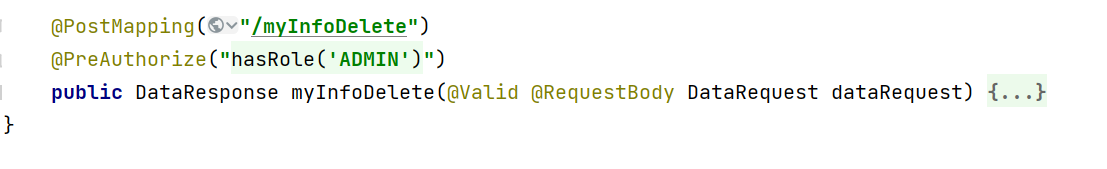 @PostMapping("/myInfoDelete")
@PreAuthorize("hasRole('ADMIN')")
public DataResponse myInfoDelete(@Valid @RequestBody DataRequest dataRequest) {...}
}